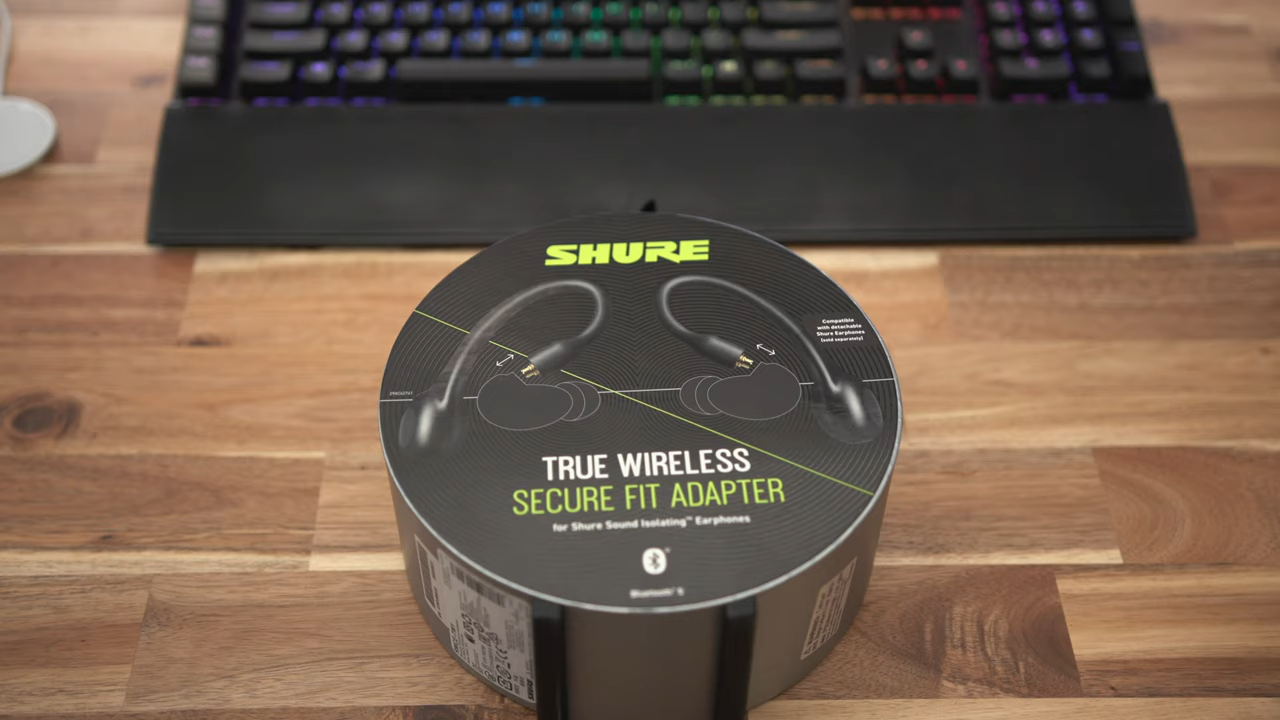 SHURE
Compatible
with detachable
Shure Earphones
(sold separately)
TRUE WIRELESS
SECURE FIT ADAPTER
for Shure Sound Isolating™ Earphones
Bluetooth® 5